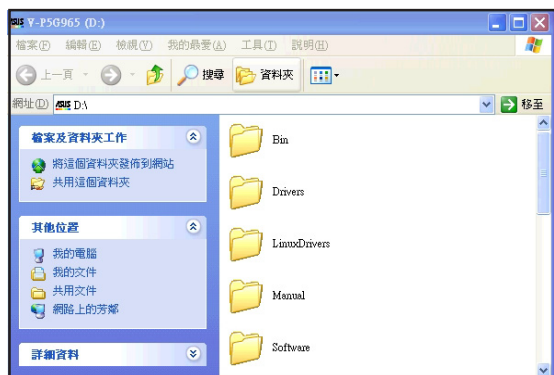 ASUS V-P5G965 (D:)
檔案(F) 編輯(E) 檢視(V) 我的最愛(A) 工具(T) 說明(H)
上一頁 搜尋 資料夾
網址(D) ASUS D:\ 移至
檔案及資料夾工作
將這個資料夾發佈到網站
共用這個資料夾
其他位置
我的電腦
我的文件
共用文件
網路上的芳鄰
詳細資料
Bin
Drivers
LinuxDrivers
Manual
Software